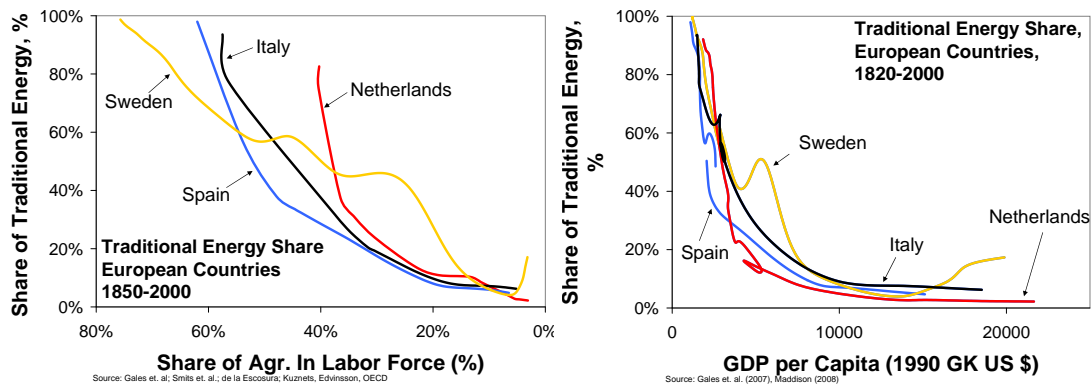 Share of Traditional Energy, %
100%
80%
60%
40%
20%
0%
Italy
Netherlands
Sweden
Spain
Traditional Energy Share
European Countries
1850-2000
80%
60%
40%
20%
0%
Share of Agr. In Labor Force (%)
Source: Gales et. al; Smits et. al.; de la Escosura; Kuznets, Edvinsson, OECD
Share of Traditional Energy,
%
100%
80%
60%
40%
20%
0%
Traditional Energy Share,
European Countries,
1820-2000
Sweden
Netherlands
Spain
Italy
0
10000
20000
GDP per Capita (1990 GK US $)
Source: Gales et. al. (2007), Maddison (2008)